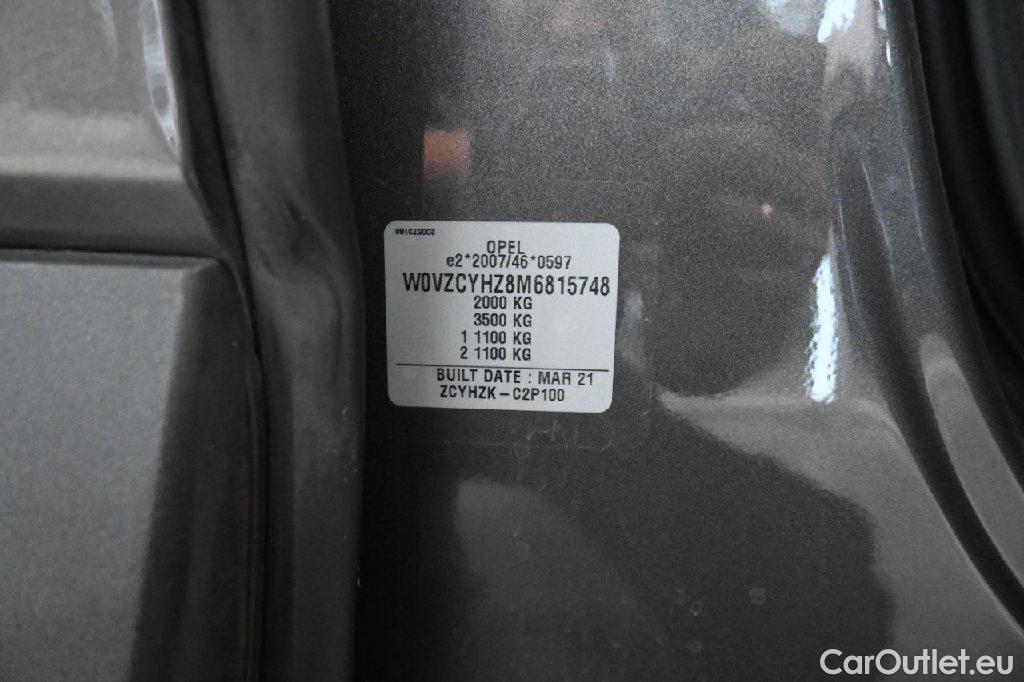 200573188
OPEL
e2*2007/46*0597
W0VZCYHZ8M6815748
2000 KG
3500 KG
1 1100 KG
2 1100 KG
BUILT DATE : MAR 21
ZCYHZK-C2P100
CarOutlet.eu